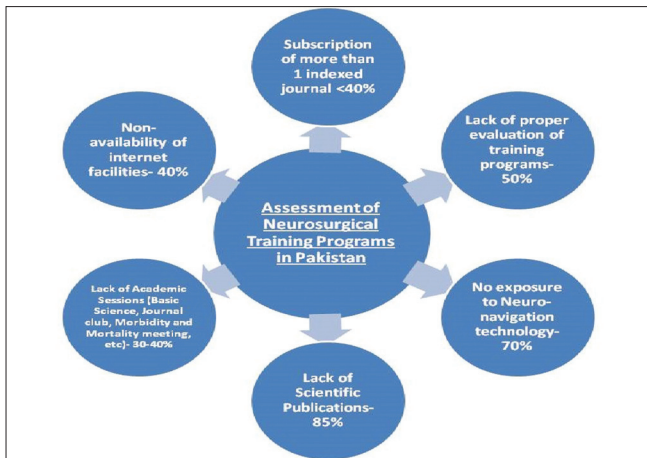 Subscription
of more than
1 indexed
journal <40%
Non-
availability of
internet
facilities- 40%
Lack of proper
evaluation of
training
programs-
50%
Assessment of
Neurosurgical
Training Programs
in Pakistan
Lack of Academic
Sessions (Basic
Science, Journal
club, Morbidity and
Mortality meeting,
etc)- 30-40%
No exposure
to Neuro-
navigation
technology-
70%
Lack of
Scientific
Publications-
85%